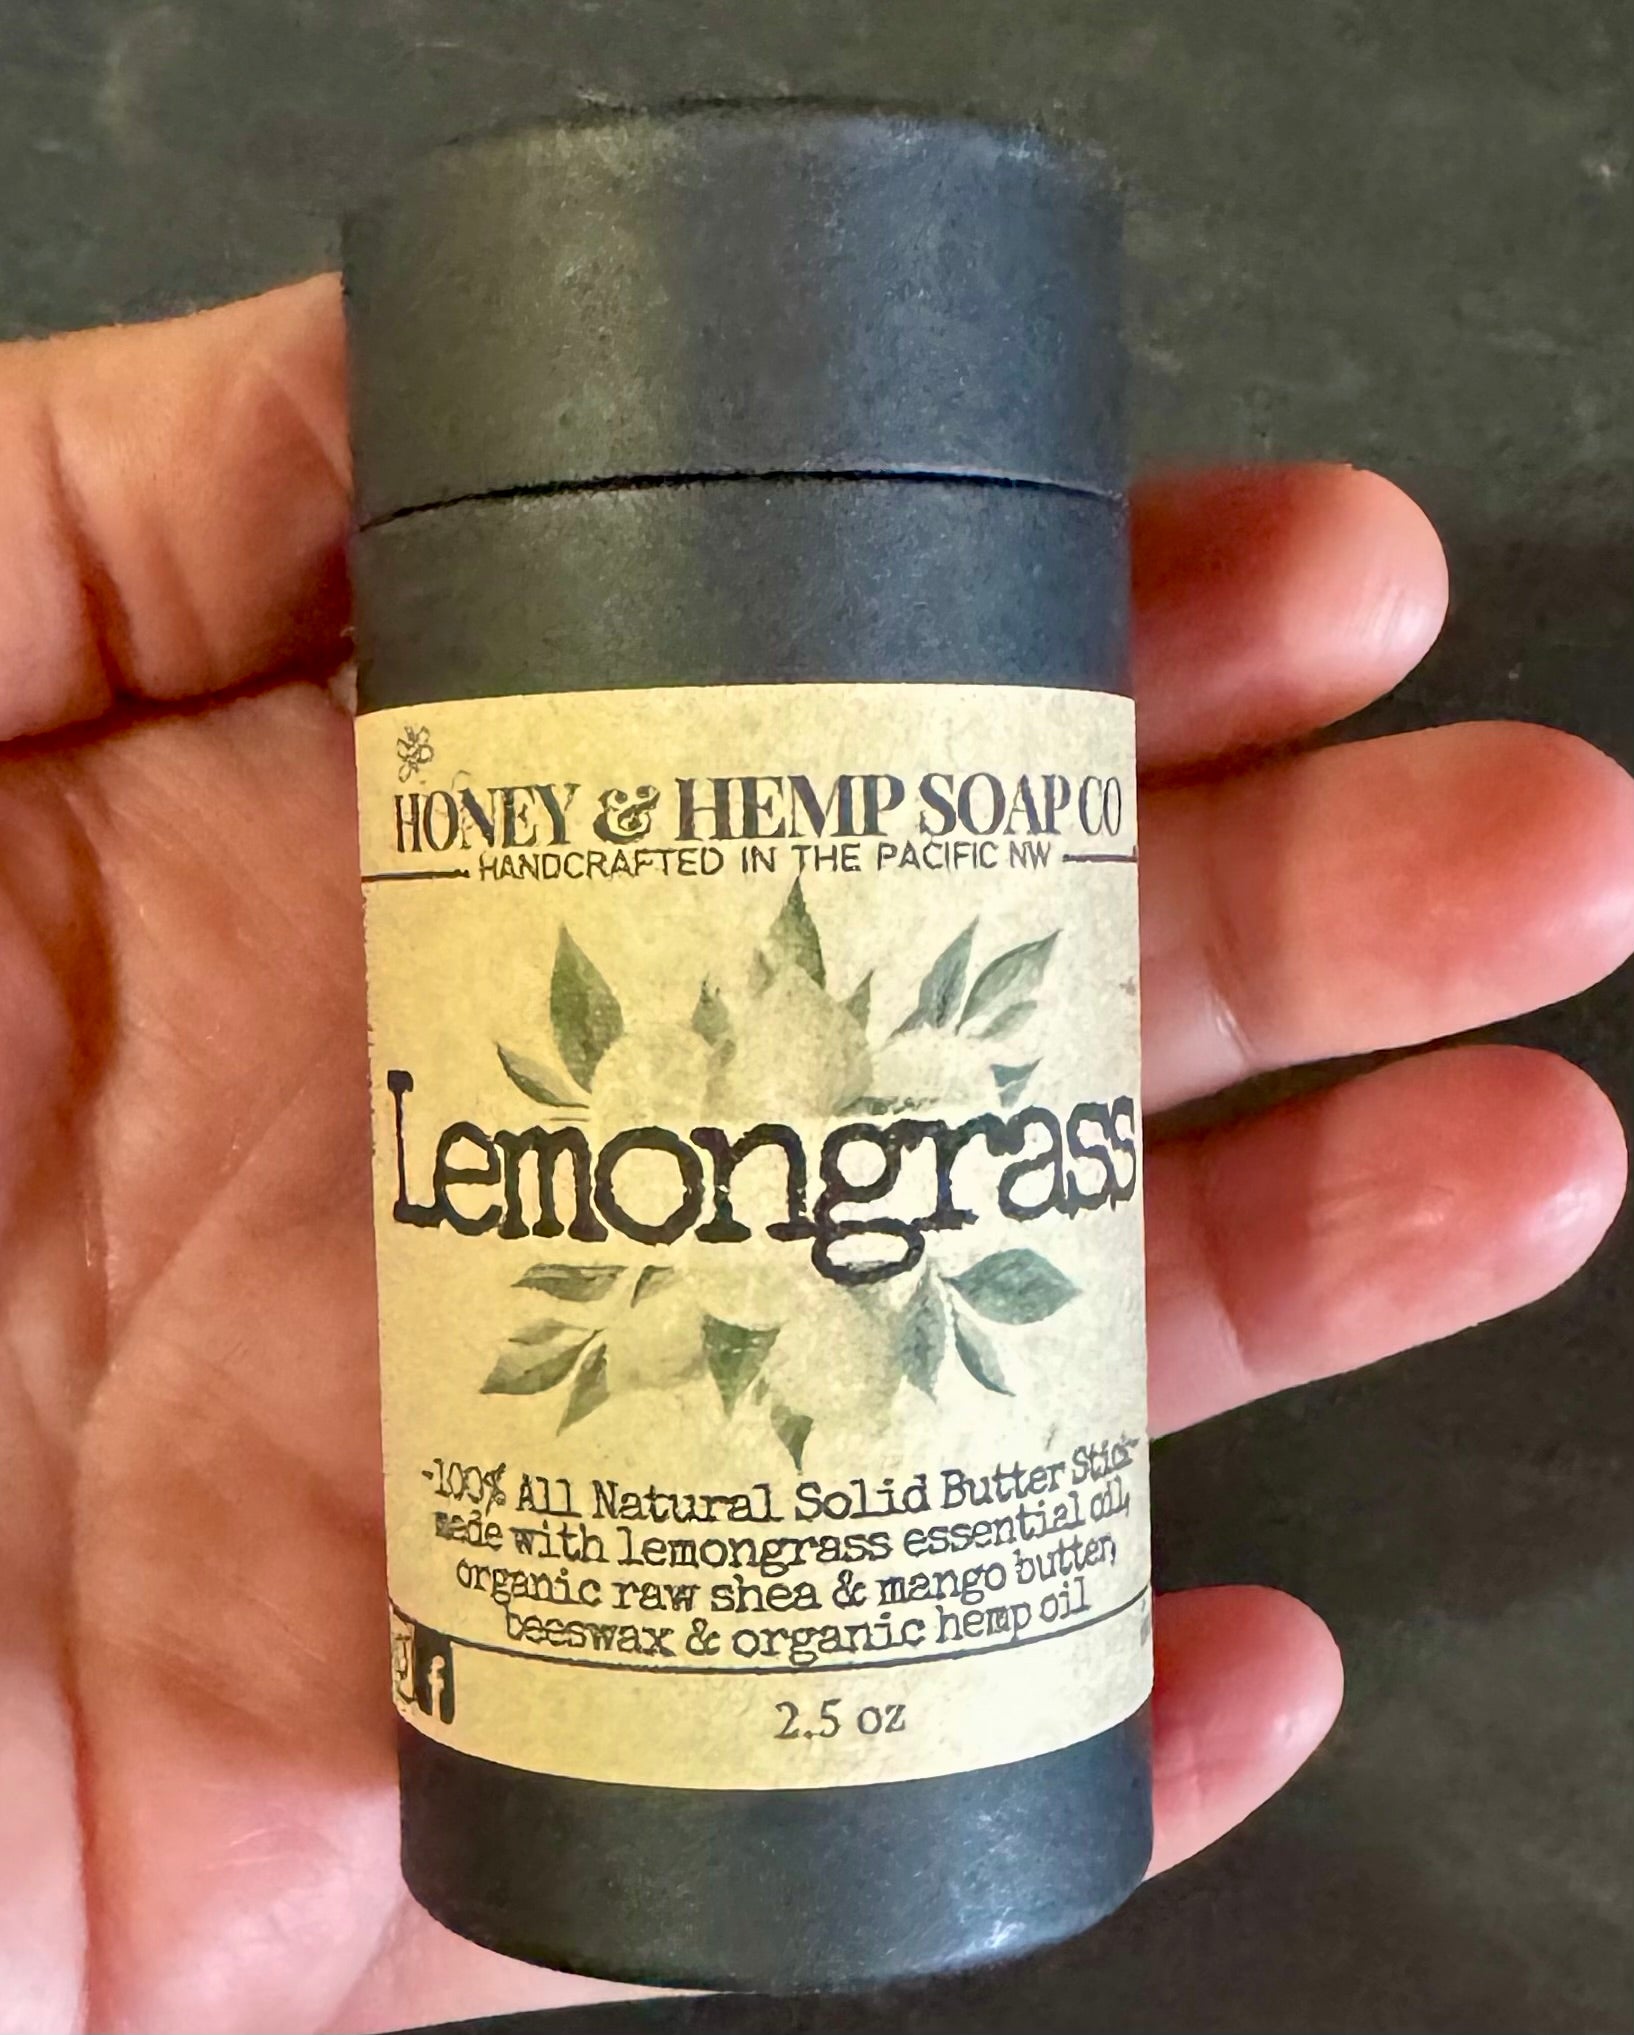 HONEY & HEMP SOAP CO
HANDCRAFTED IN THE PACIFIC NW
Lemongrass
-100% All Natural Solid Butter Stick
made with lemongrass essential oil,
organic raw shea & mango butter,
beeswax & organic hemp oil
f
2.5 oz